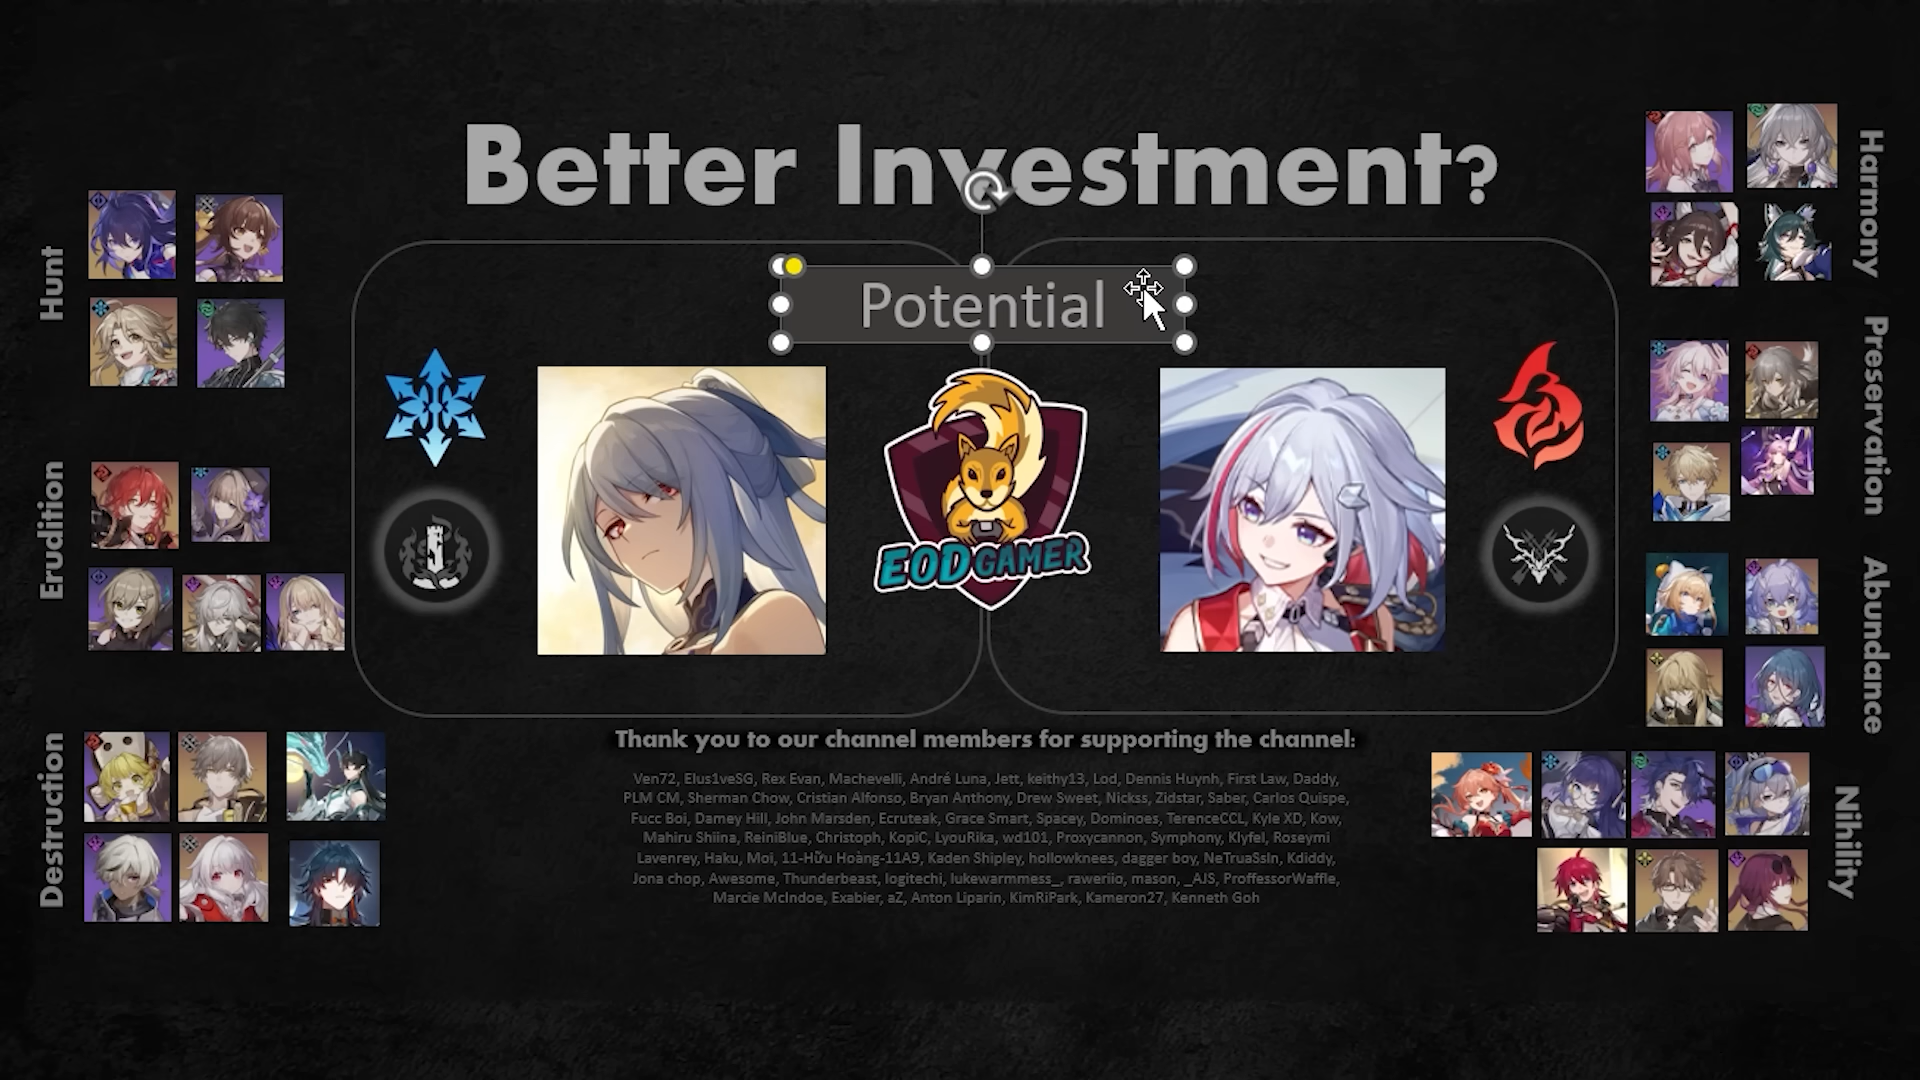 Better Investment?
Potential
Hunt
Erudition
Destruction
Harmony
Preservation
Abundance
Nihility
EOD GAMER
Thank you to our channel members for supporting the channel:
Ven72, Elus1veSG, Rex Evan, Machevelli, André Luna, Jett, keithy13, Lod, Dennis Huynh, First Law, Daddy,
PLM CM, Sherman Chow, Cristian Alfonso, Bryan Anthony, Drew Sweet, Nickss, Zidstar, Saber, Carlos Quispe,
Fucc Boi, Damey Hill, John Marsden, Ecruteak, Grace Smart, Spacey, Dominoes, TerenceCCL, Kyle XD, Kow,
Mahiru Shiina, ReiniBlue, Christoph, KopiC, LyouRika, wd101, Proxycannon, Symphony, Klyfel, Roseymi
Lavenrey, Haku, Moi, 11-Hữu Hoàng-11A9, Kaden Shipley, hollowknees, dagger boy, NeTruaSsln, Kdiddy,
Jona chop, Awesome, Thunderbeast, logitechi, lukewarmmess_, raweriio, mason, _AJS, ProffessorWaffle,
Marcie McIndoe, Exabier, aZ, Anton Liparin, KimRiPark, Kameron27, Kenneth Goh